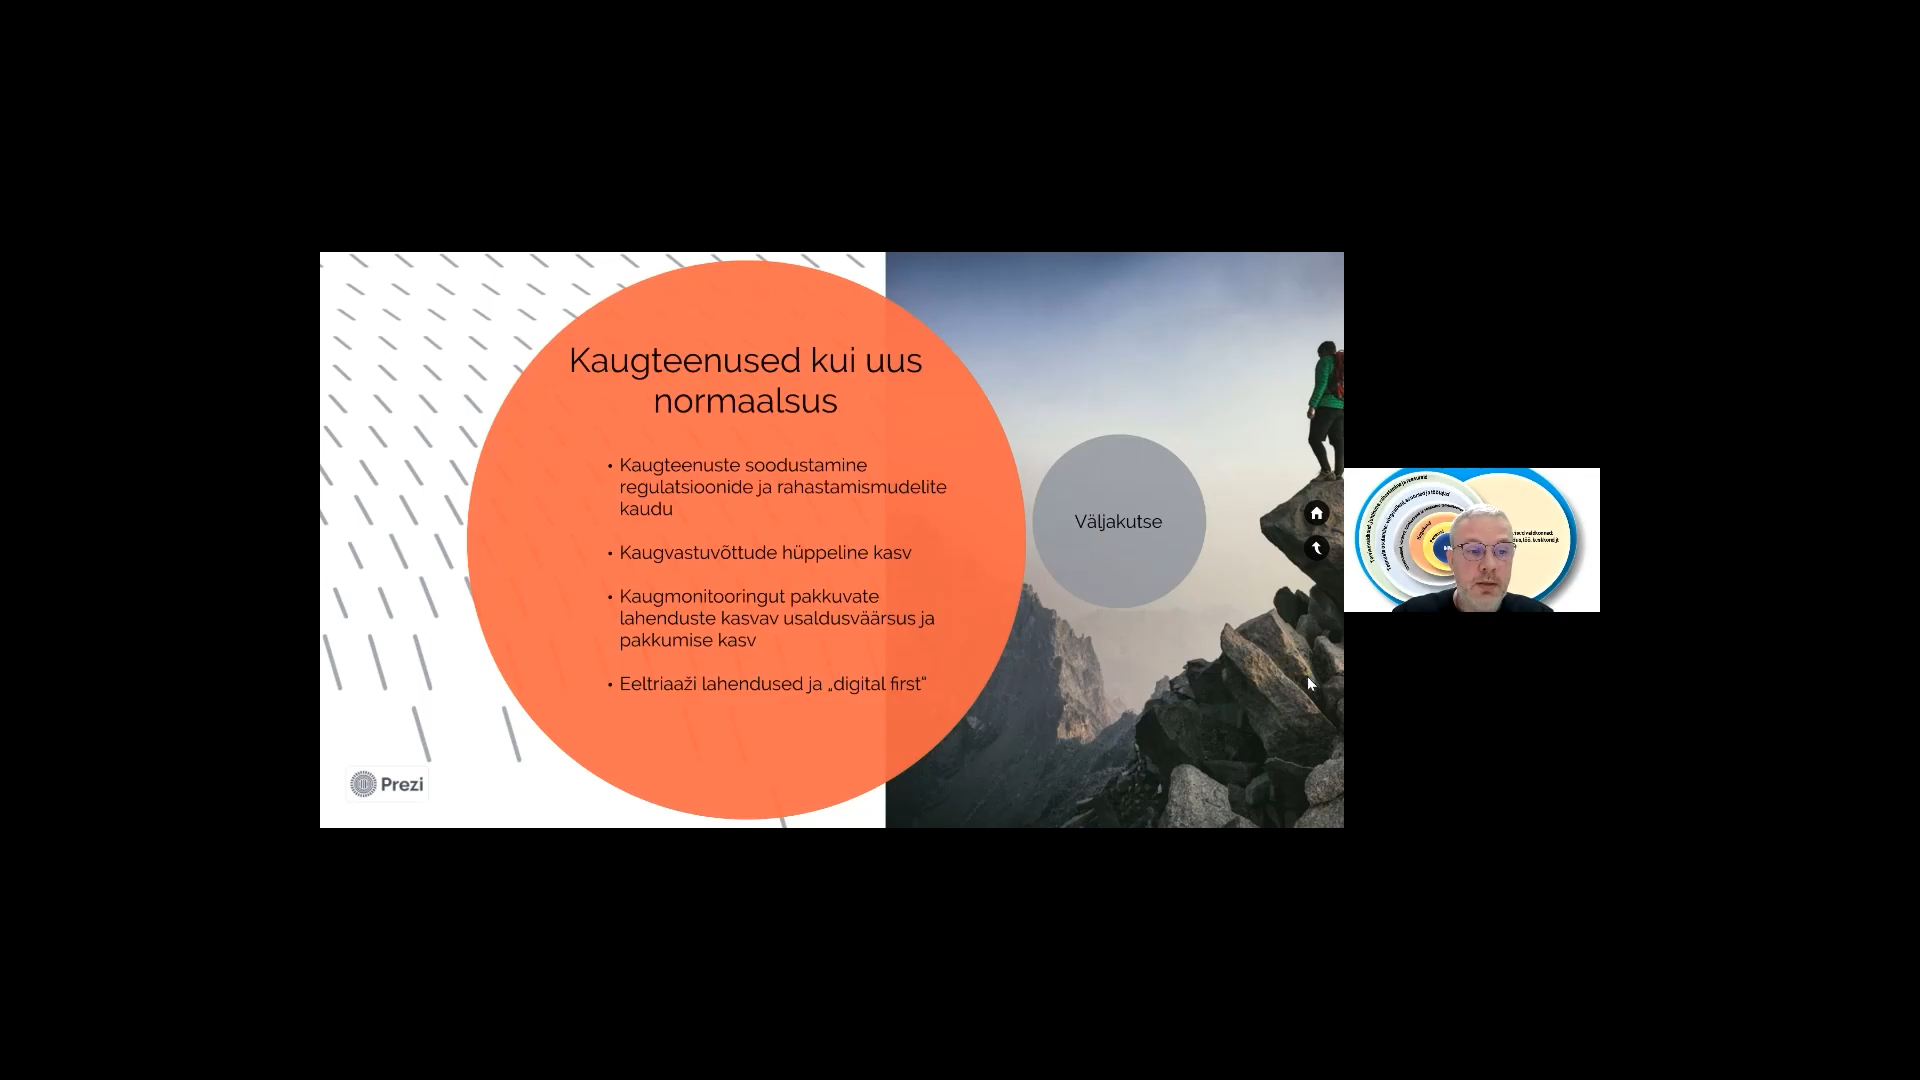 Kaugteenused kui uus
normaalsus
• Kaugteenuste soodustamine
regulatsioonide ja rahastamismudelite
kaudu
• Kaugvastuvõttude hüppeline kasv
• Kaugmonitooringut pakkuvate
lahenduste kasvav usaldusväärsus ja
pakkumise kasv
• Eeltriaaži lahendused ja „digital first“
Väljakutse
Prezi